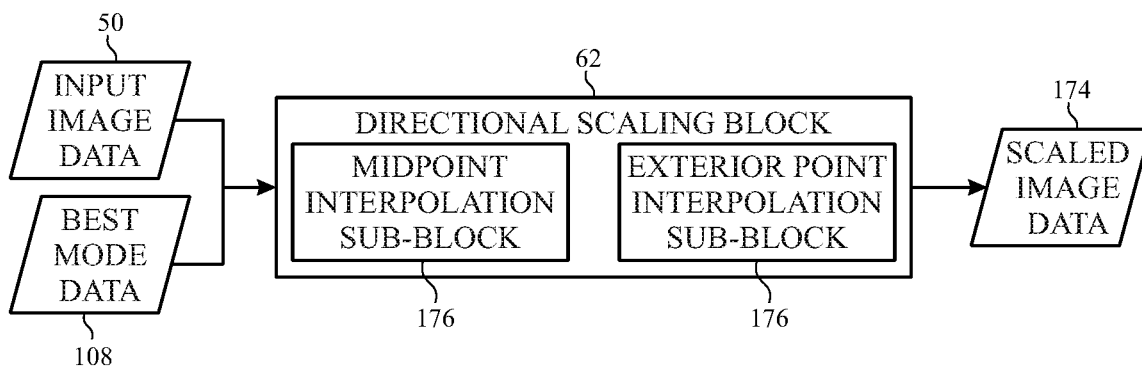 50
INPUT
IMAGE
DATA
BEST
MODE
DATA
108
62
DIRECTIONAL SCALING BLOCK
MIDPOINT
INTERPOLATION
SUB-BLOCK
176
EXTERIOR POINT
INTERPOLATION
SUB-BLOCK
176
174
SCALED
IMAGE
DATA